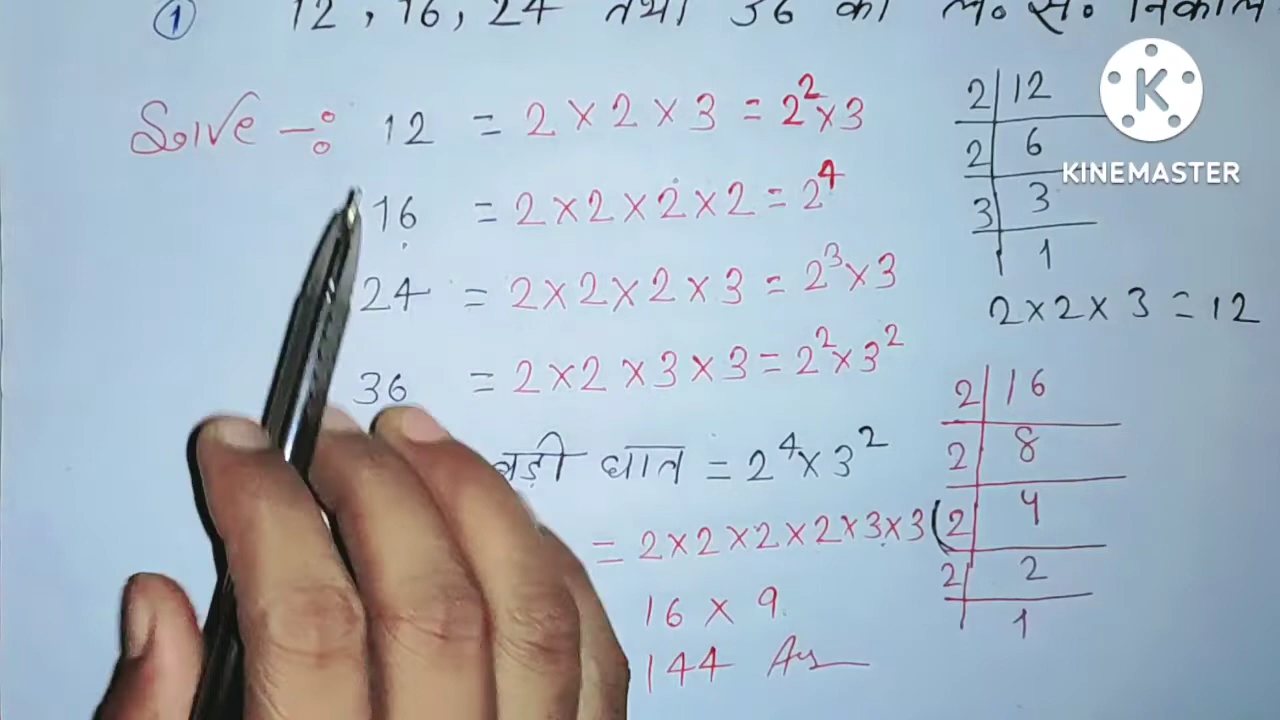 ① 12, 16, 24 तथा 36 का ल० स० निकाल
Solve -: 12 = 2 × 2 × 3 = 2² × 3
16 = 2 × 2 × 2 × 2 = 2⁴
24 = 2 × 2 × 2 × 3 = 2³ × 3
36 = 2 × 2 × 3 × 3 = 2² × 3²
बड़ी घात = 2⁴ × 3²
= 2 × 2 × 2 × 2 × 3 × 3
16 × 9
144 Ans
2 | 12
2 | 6
3 | 3
1
2 × 2 × 3 = 12
2 | 16
2 | 8
2 | 4
2 | 2
1
K
KINEMASTER